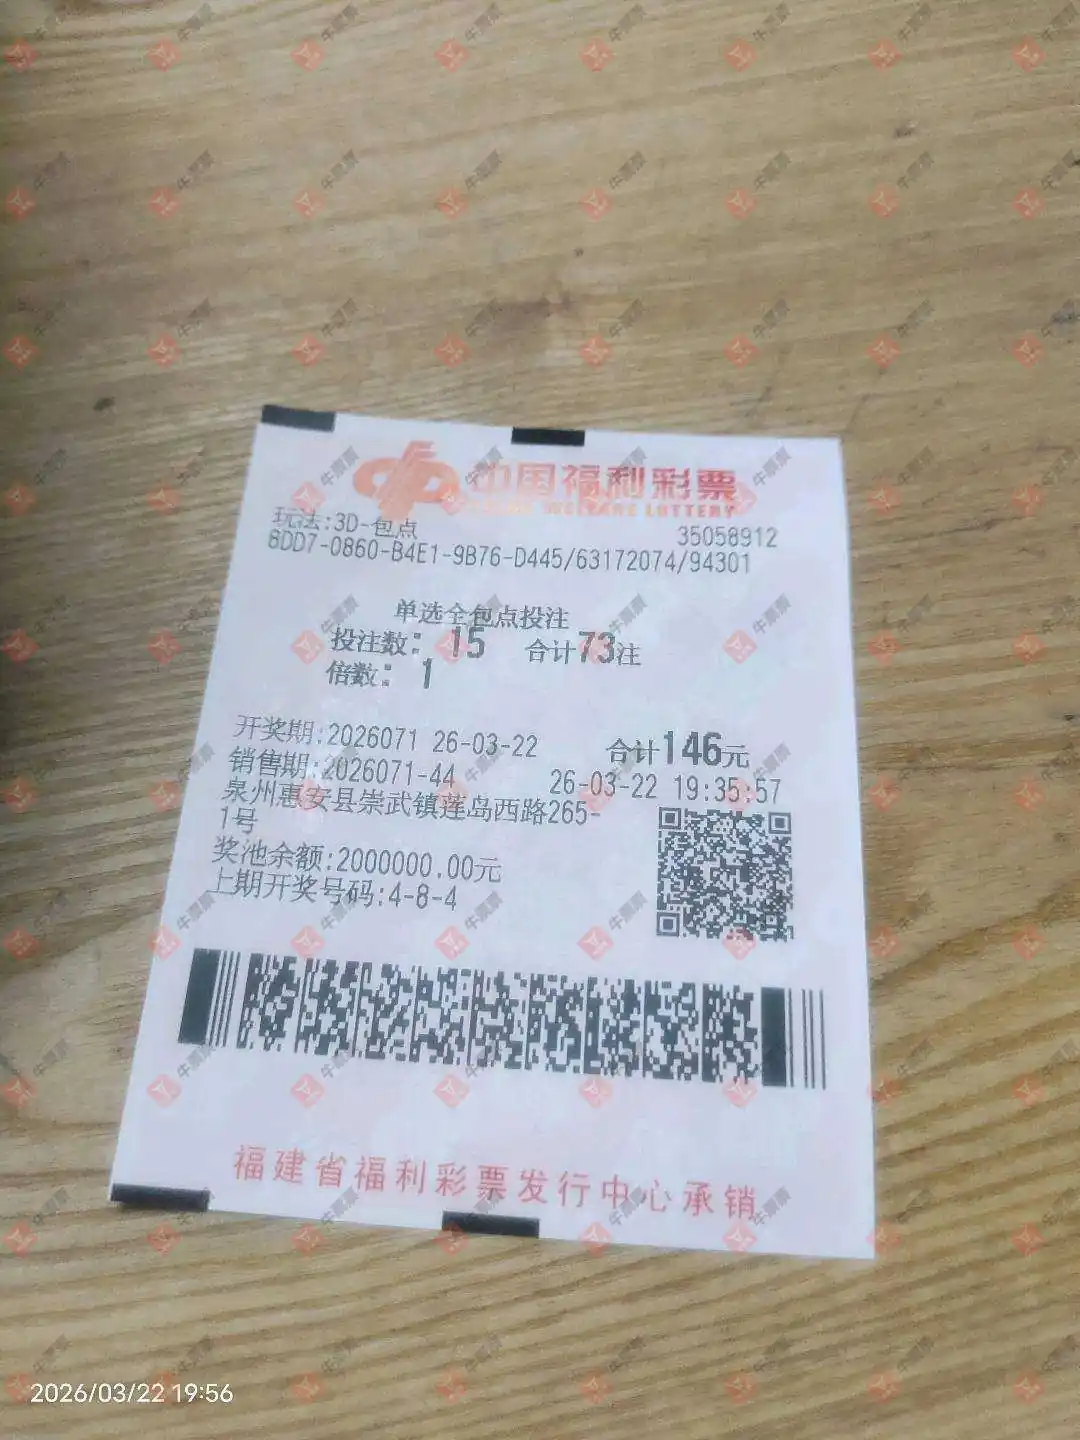 中国福利彩票
CHINA WELFARE LOTTERY
玩法:3D-包点 35058912
8DD7-0860-B4E1-9B76-D445/63172074/94301
单选全包点投注
投注数: 15 合计73注
倍数: 1
开奖期:2026071 26-03-22 合计146元
销售期:2026071-44 26-03-22 19:35:57
泉州惠安县崇武镇莲岛西路265-
1号
奖池余额:2000000.00元
上期开奖号码:4-8-4
福建省福利彩票发行中心承销
2026/03/22 19:56
牛票票